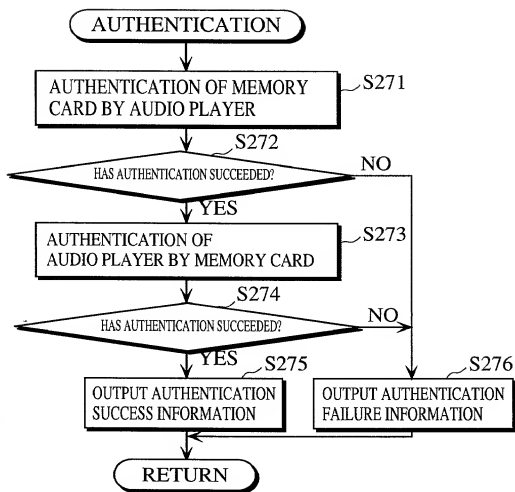 AUTHENTICATION
AUTHENTICATION OF MEMORY
CARD BY AUDIO PLAYER
S271
S272
HAS AUTHENTICATION SUCCEEDED?
NO
YES
AUTHENTICATION OF
AUDIO PLAYER BY MEMORY CARD
S273
S274
HAS AUTHENTICATION SUCCEEDED?
NO
YES
S275
OUTPUT AUTHENTICATION
SUCCESS INFORMATION
S276
OUTPUT AUTHENTICATION
FAILURE INFORMATION
RETURN